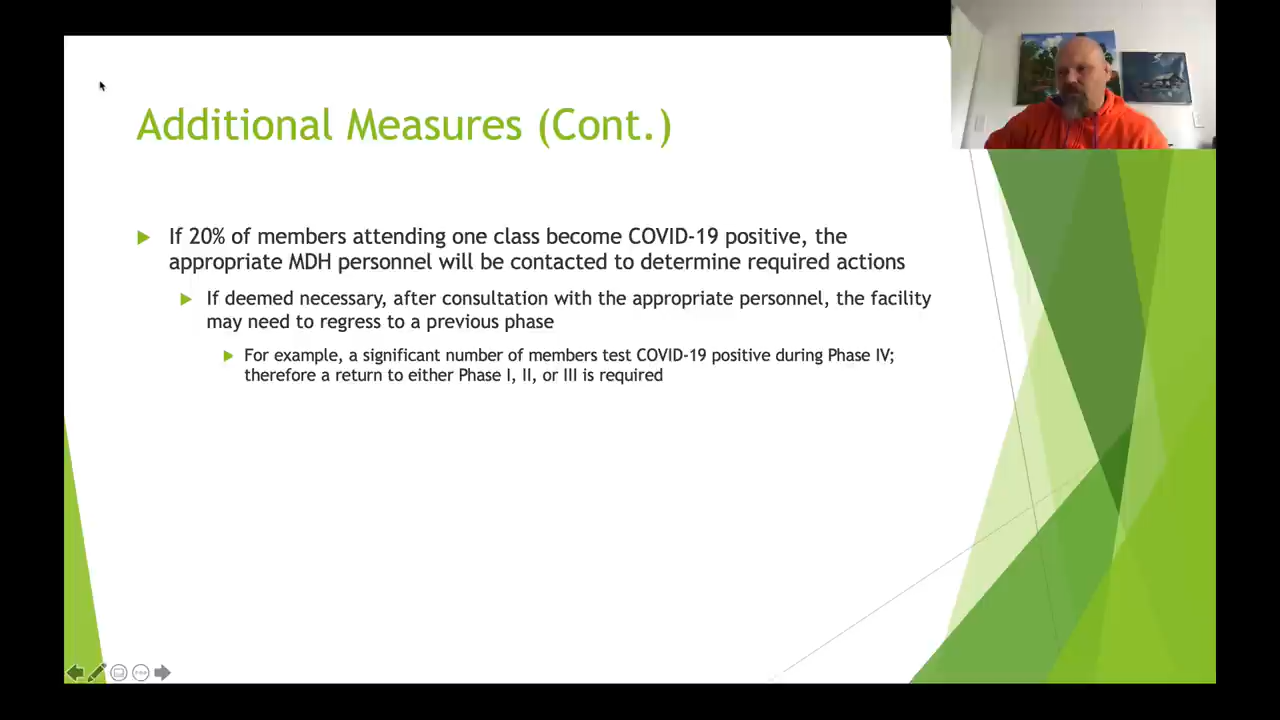 Additional Measures (Cont.)
If 20% of members attending one class become COVID-19 positive, the
appropriate MDH personnel will be contacted to determine required actions
If deemed necessary, after consultation with the appropriate personnel, the facility
may need to regress to a previous phase
For example, a significant number of members test COVID-19 positive during Phase IV;
therefore a return to either Phase I, II, or III is required